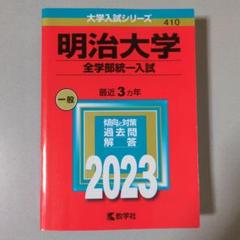 大学入試シリーズ
410
明治大学
全学部統一入試
最近3カ年
一般
傾向と対策
過去問
解答
2023
教学社